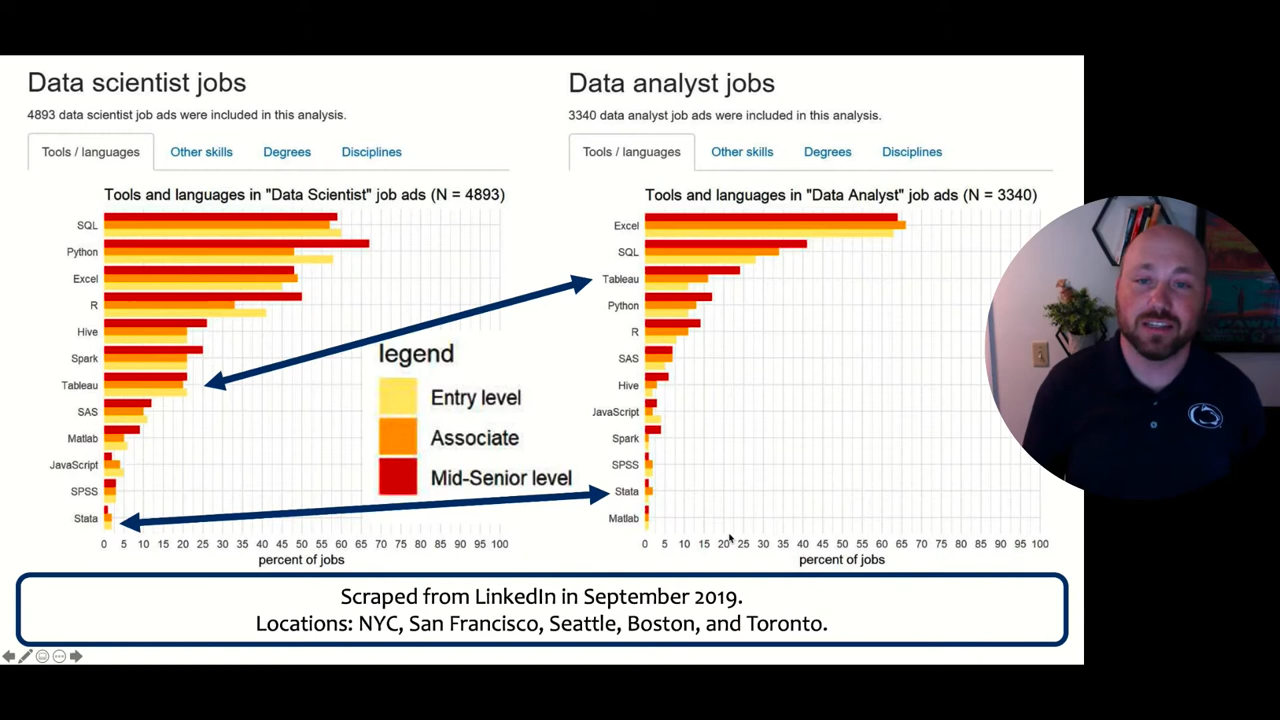 Data scientist jobs
4893 data scientist job ads were included in this analysis.
Tools / languages
Other skills
Degrees
Disciplines
Tools and languages in "Data Scientist" job ads (N = 4893)
SQL
Python
Excel
R
Hive
Spark
Tableau
SAS
Matlab
JavaScript
SPSS
Stata
0 5 10 15 20 25 30 35 40 45 50 55 60 65 70 75 80 85 90 95 100
percent of jobs
legend
Entry level
Associate
Mid-Senior level
Data analyst jobs
3340 data analyst job ads were included in this analysis.
Tools / languages
Other skills
Degrees
Disciplines
Tools and languages in "Data Analyst" job ads (N = 3340)
Excel
SQL
Tableau
Python
R
SAS
Hive
JavaScript
Spark
SPSS
Stata
Matlab
0 5 10 15 20 25 30 35 40 45 50 55 60 65 70 75 80 85 90 95 100
percent of jobs
Scraped from LinkedIn in September 2019.
Locations: NYC, San Francisco, Seattle, Boston, and Toronto.